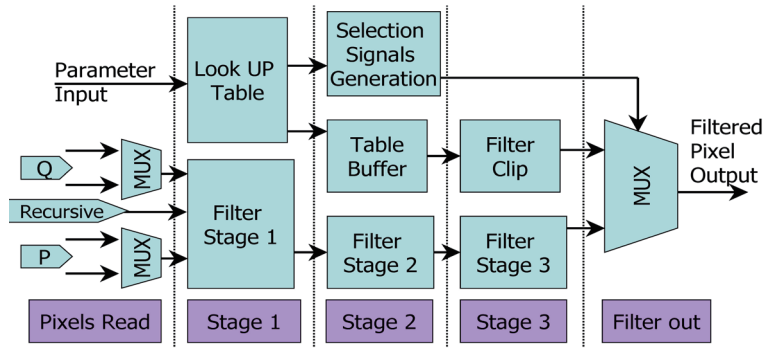 Parameter
Input
Look UP
Table
Selection
Signals
Generation
Table
Buffer
Filter
Clip
Filtered
Pixel
Output
MUX
Q
MUX
Recursive
P
MUX
Filter
Stage 1
Filter
Stage 2
Filter
Stage 3
Pixels Read
Stage 1
Stage 2
Stage 3
Filter out